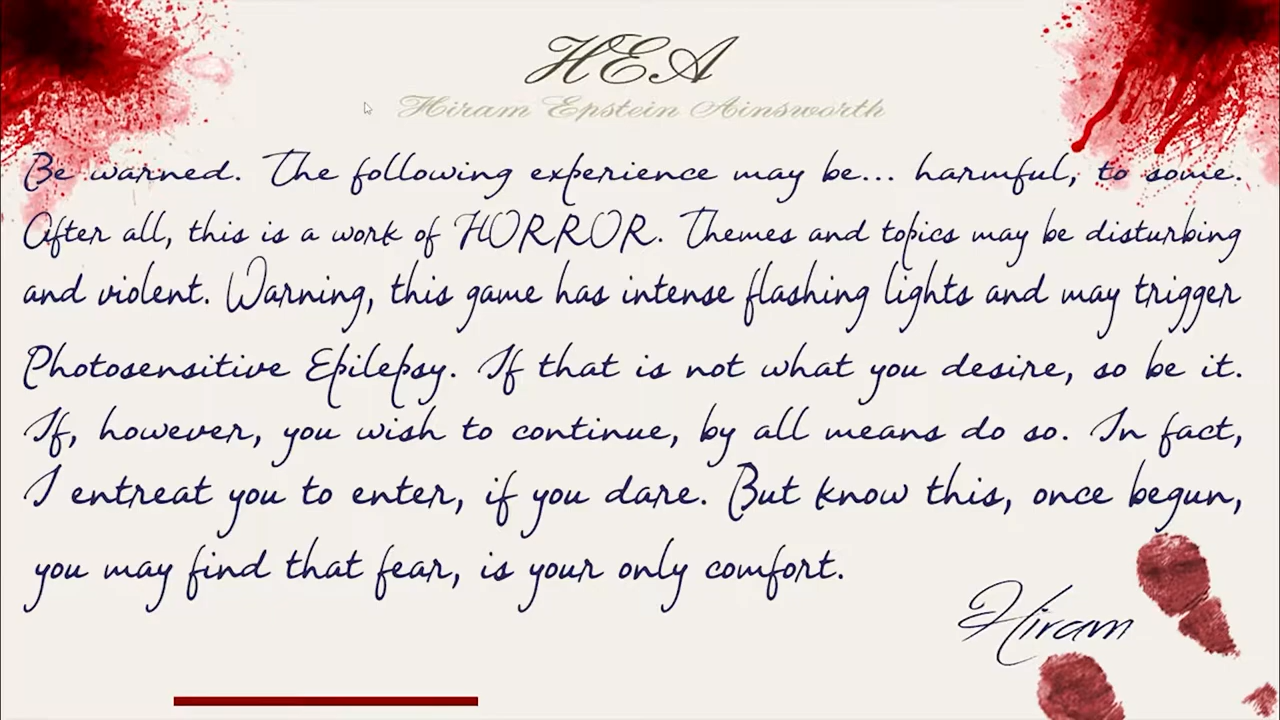 HEA
Hiram Epstein Ainsworth
Be warned. The following experience may be... harmful, to some.
After all, this is a work of HORROR. Themes and topics may be disturbing
and violent. Warning, this game has intense flashing lights and may trigger
Photosensitive Epilepsy. If that is not what you desire, so be it.
If, however, you wish to continue, by all means do so. In fact,
I entreat you to enter, if you dare. But know this, once begun,
you may find that fear, is your only comfort.
Hiram